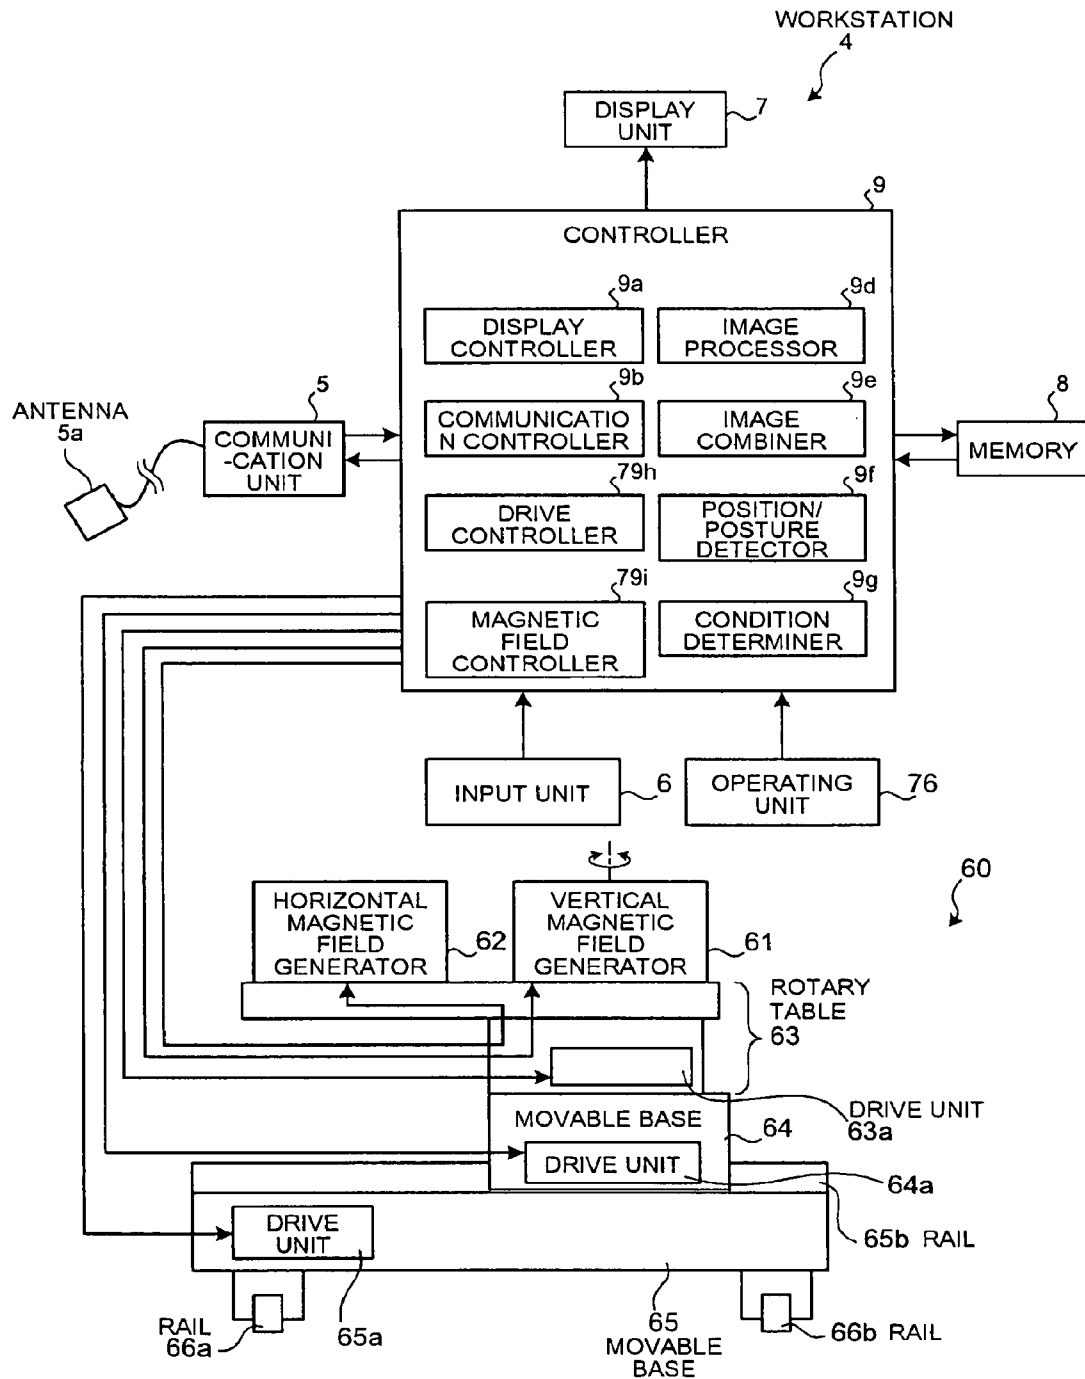 WORKSTATION
4
DISPLAY
UNIT
7
9
CONTROLLER
9a
DISPLAY
CONTROLLER
9d
IMAGE
PROCESSOR
9b
COMMUNICATIO
N CONTROLLER
9e
IMAGE
COMBINER
79h
DRIVE
CONTROLLER
9f
POSITION/
POSTURE
DETECTOR
79i
MAGNETIC
FIELD
CONTROLLER
9g
CONDITION
DETERMINER
ANTENNA
5a
5
COMMUNI
-CATION
UNIT
8
MEMORY
INPUT UNIT
6
OPERATING
UNIT
76
60
HORIZONTAL
MAGNETIC
FIELD
GENERATOR
62
VERTICAL
MAGNETIC
FIELD
GENERATOR
61
ROTARY
TABLE
63
DRIVE UNIT
63a
MOVABLE BASE
64
DRIVE UNIT
64a
DRIVE
UNIT
65a
65b RAIL
RAIL
66a
65
MOVABLE
BASE
66b RAIL